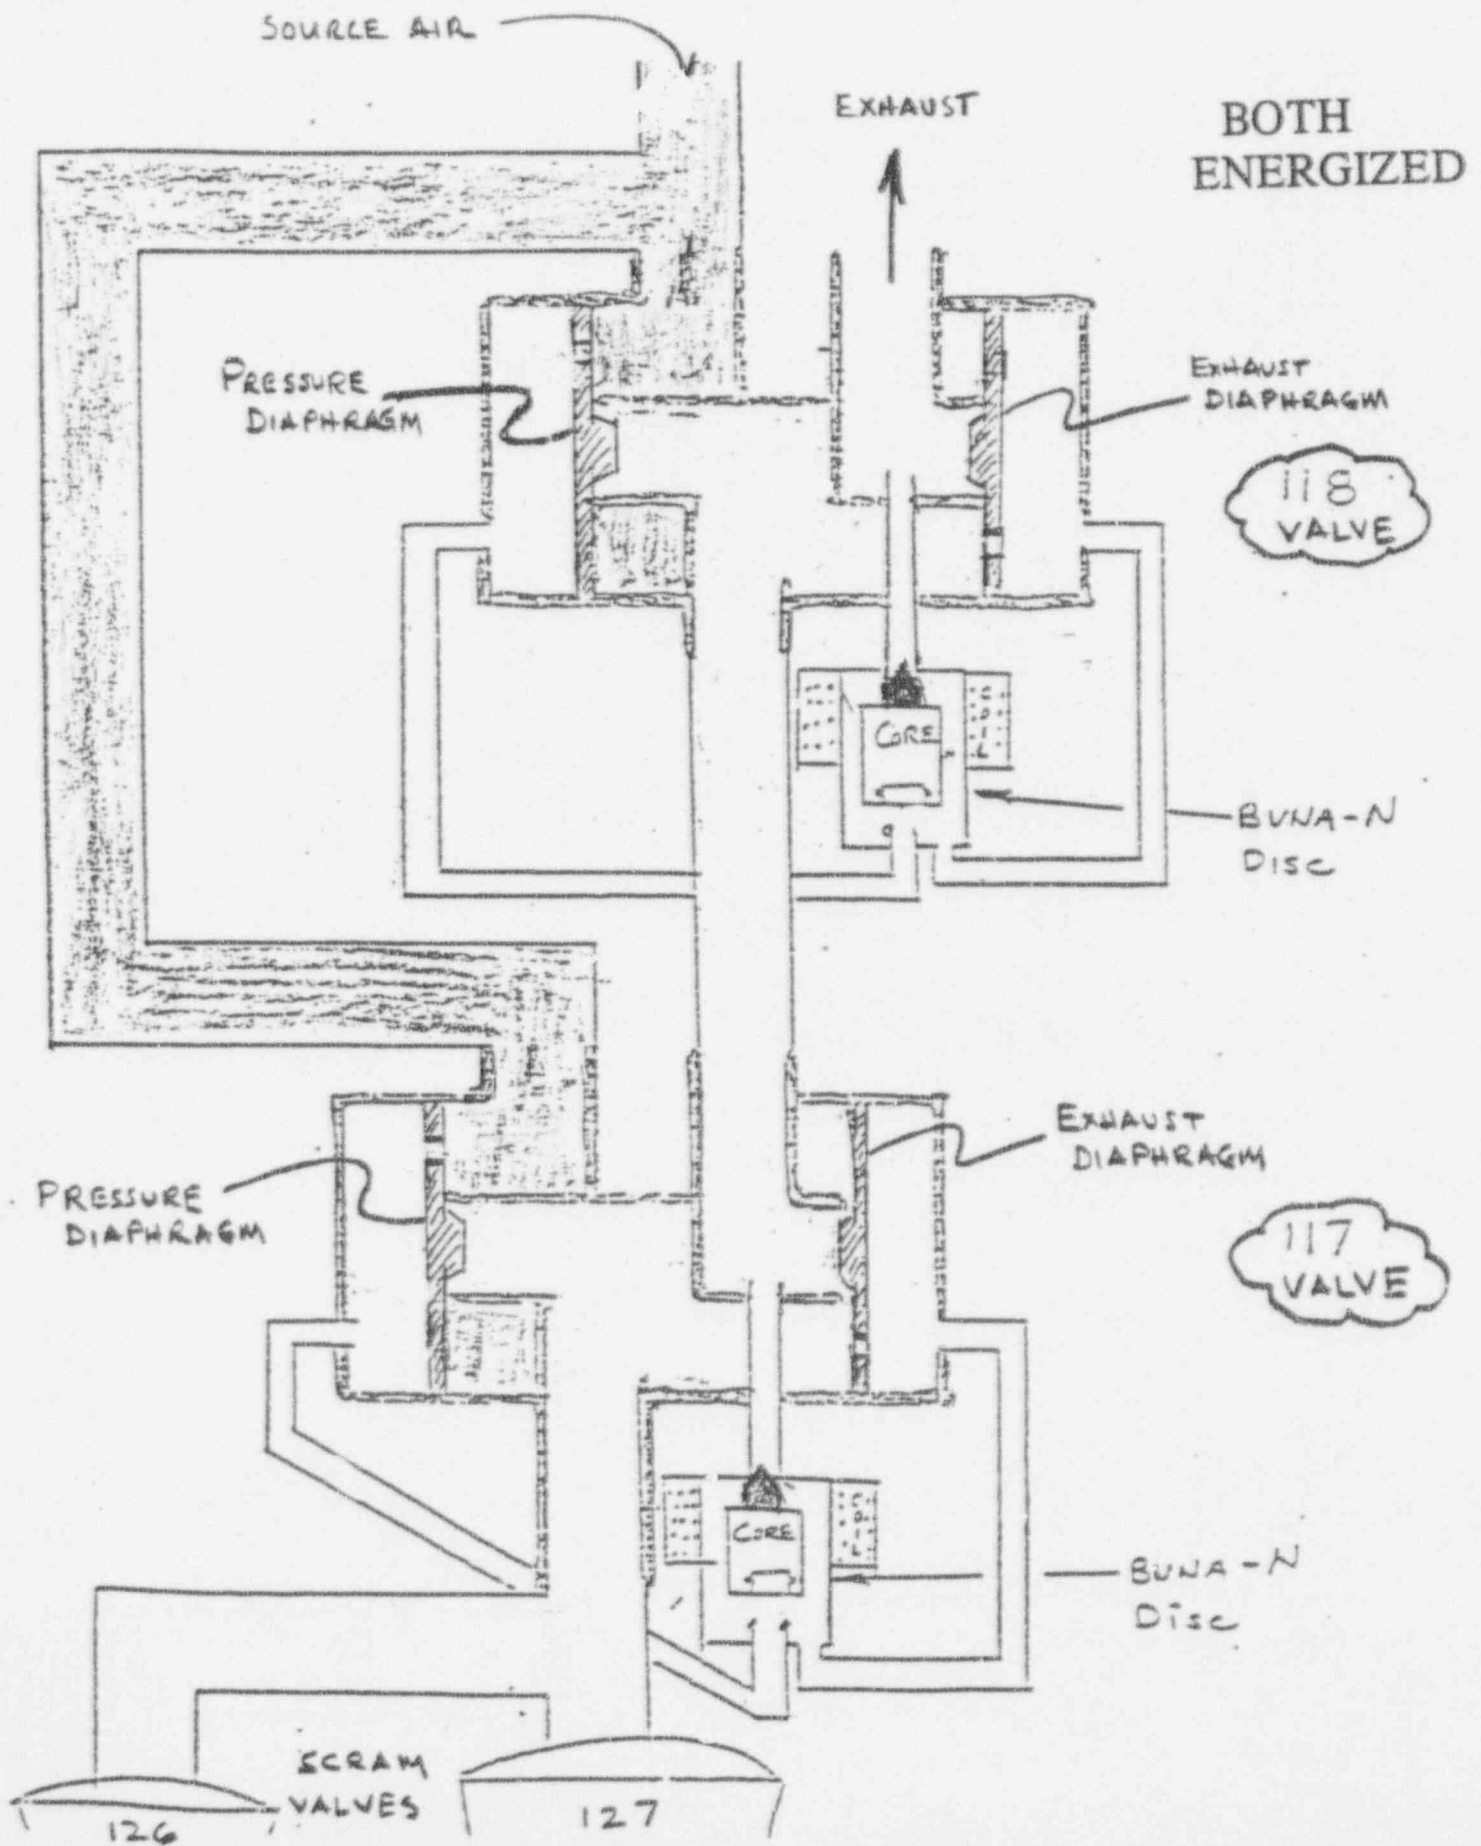 SOURCE AIR
EXHAUST
BOTH
ENERGIZED
PRESSURE
DIAPHRAGM
EXHAUST
DIAPHRAGM
118
VALVE
CORE
COIL
BUNA-N
DISC
EXHAUST
DIAPHRAGM
PRESSURE
DIAPHRAGM
117
VALVE
CORE
COIL
BUNA-N
Disc
SCRAM
VALVES
126
127